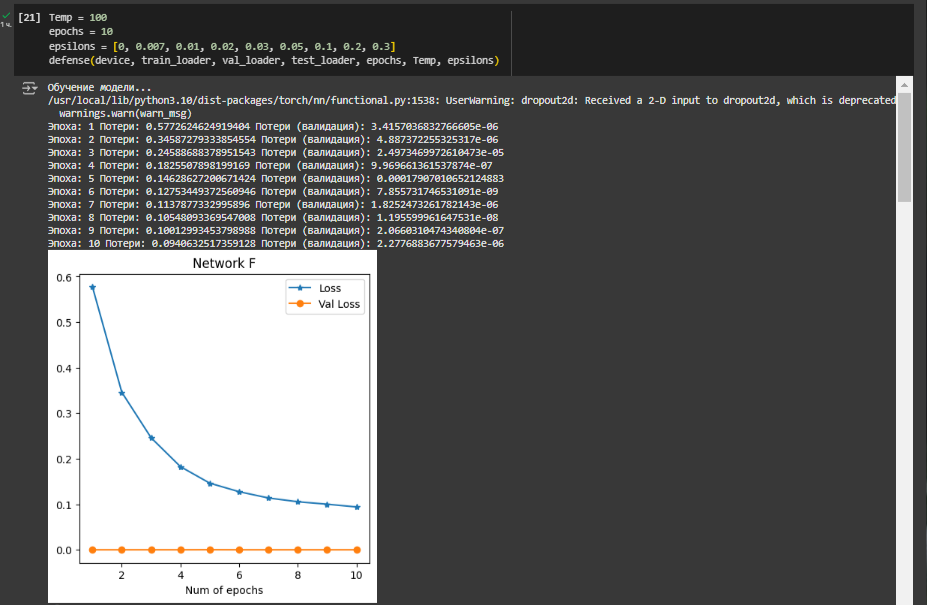 [21] Temp = 100
epochs = 10
epsilons = [0, 0.007, 0.01, 0.02, 0.03, 0.05, 0.1, 0.2, 0.3]
defense(device, train_loader, val_loader, test_loader, epochs, Temp, epsilons)
1 ч.
Обучение модели...
/usr/local/lib/python3.10/dist-packages/torch/nn/functional.py:1538: UserWarning: dropout2d: Received a 2-D input to dropout2d, which is deprecated
warnings.warn(warn_msg)
Эпоха: 1 Потери: 0.5772624624919404 Потери (валидация): 3.4157036832766605e-06
Эпоха: 2 Потери: 0.34587279333854554 Потери (валидация): 4.887372255325317e-06
Эпоха: 3 Потери: 0.24588688378951543 Потери (валидация): 2.4973469972610473e-05
Эпоха: 4 Потери: 0.1825507898199169 Потери (валидация): 9.969661361537874e-07
Эпоха: 5 Потери: 0.14628627200671424 Потери (валидация): 0.00017907010652124883
Эпоха: 6 Потери: 0.12753449372560946 Потери (валидация): 7.855731746531091e-09
Эпоха: 7 Потери: 0.1137877332995896 Потери (валидация): 1.8252473261782143e-06
Эпоха: 8 Потери: 0.10548093369547008 Потери (валидация): 1.195599961647531e-08
Эпоха: 9 Потери: 0.10012993453798988 Потери (валидация): 2.0660310474340804e-07
Эпоха: 10 Потери: 0.0940632517359128 Потери (валидация): 2.2776883677579463e-06
Network F
Loss
Val Loss
0.6
0.5
0.4
0.3
0.2
0.1
0.0
2 4 6 8 10
Num of epochs